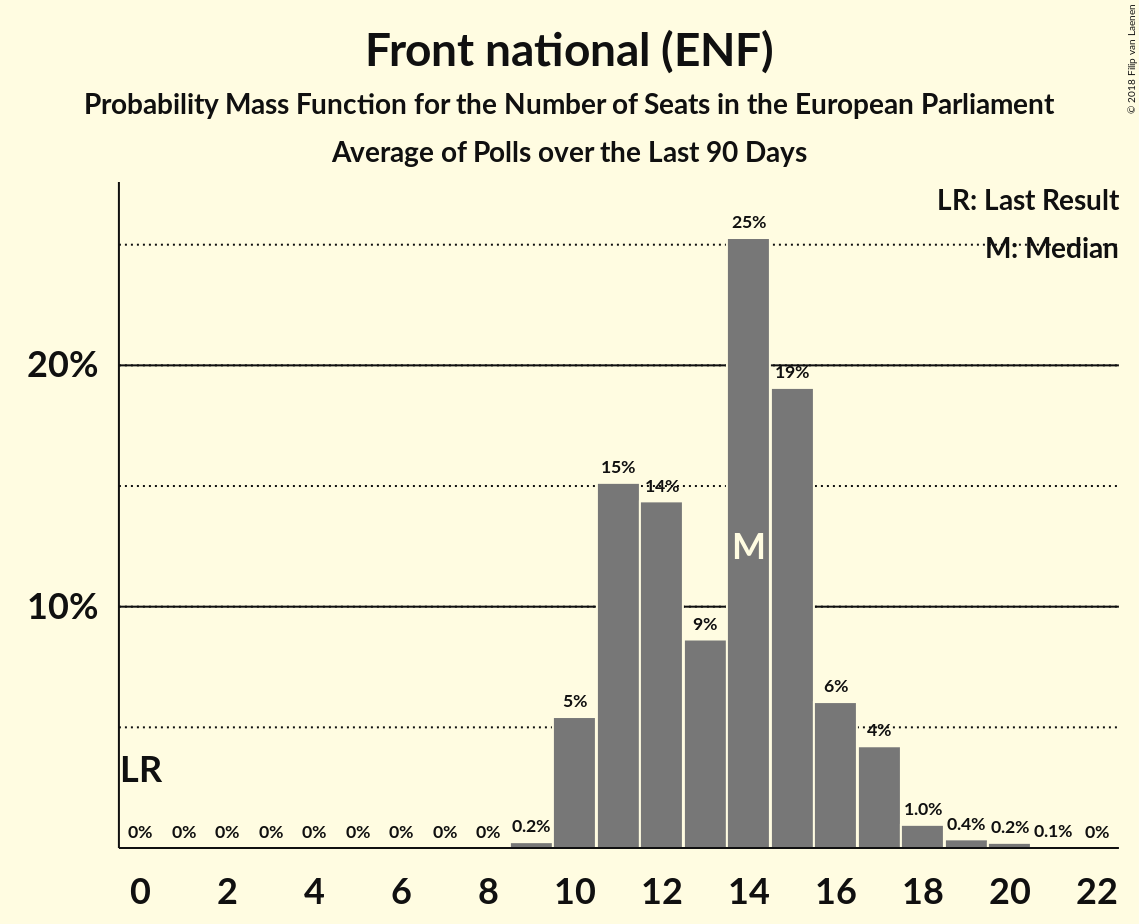 Front national (ENF)
Probability Mass Function for the Number of Seats in the European Parliament
Average of Polls over the Last 90 Days
© 2018 Filip van Laenen
LR: Last Result
M: Median
25%
20%
19%
15%
14%
M
10%
9%
6%
5%
4%
LR
0% 0% 0% 0% 0% 0% 0% 0% 0% 0.2% 1.0% 0.4% 0.2% 0.1% 0%
0 2 4 6 8 10 12 14 16 18 20 22